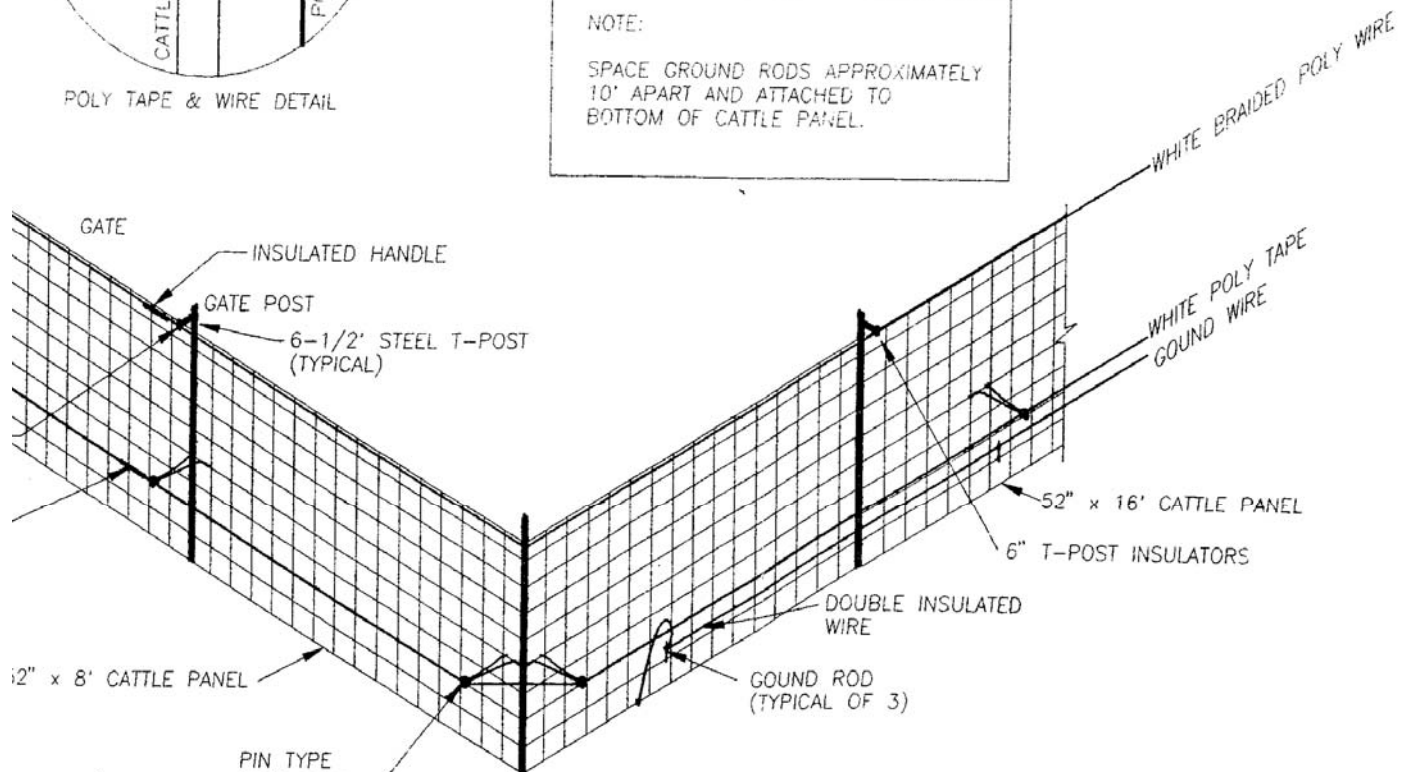 CATTL
POLY TAPE & WIRE DETAIL
NOTE:
SPACE GROUND RODS APPROXIMATELY
10' APART AND ATTACHED TO
BOTTOM OF CATTLE PANEL.
WHITE BRAIDED POLY WIRE
GATE
INSULATED HANDLE
GATE POST
6-1/2' STEEL T-POST
(TYPICAL)
WHITE POLY TAPE
GOUND WIRE
52" x 16' CATTLE PANEL
6" T-POST INSULATORS
DOUBLE INSULATED
WIRE
2" x 8' CATTLE PANEL
GOUND ROD
(TYPICAL OF 3)
PIN TYPE